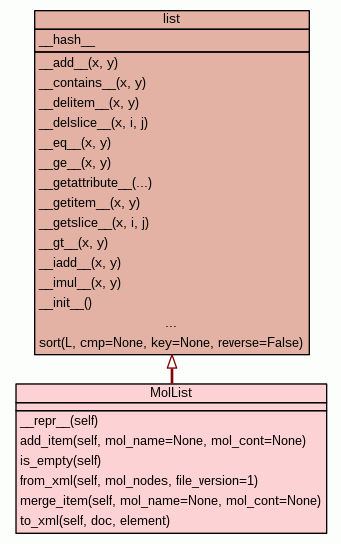 list
__hash__
__add__(x, y)
__contains__(x, y)
__delitem__(x, y)
__delslice__(x, i, j)
__eq__(x, y)
__ge__(x, y)
__getattribute__(...)
__getitem__(x, y)
__getslice__(x, i, j)
__gt__(x, y)
__iadd__(x, y)
__imul__(x, y)
__init__()
...
sort(L, cmp=None, key=None, reverse=False)
MolList
__repr__(self)
add_item(self, mol_name=None, mol_cont=None)
is_empty(self)
from_xml(self, mol_nodes, file_version=1)
merge_item(self, mol_name=None, mol_cont=None)
to_xml(self, doc, element)